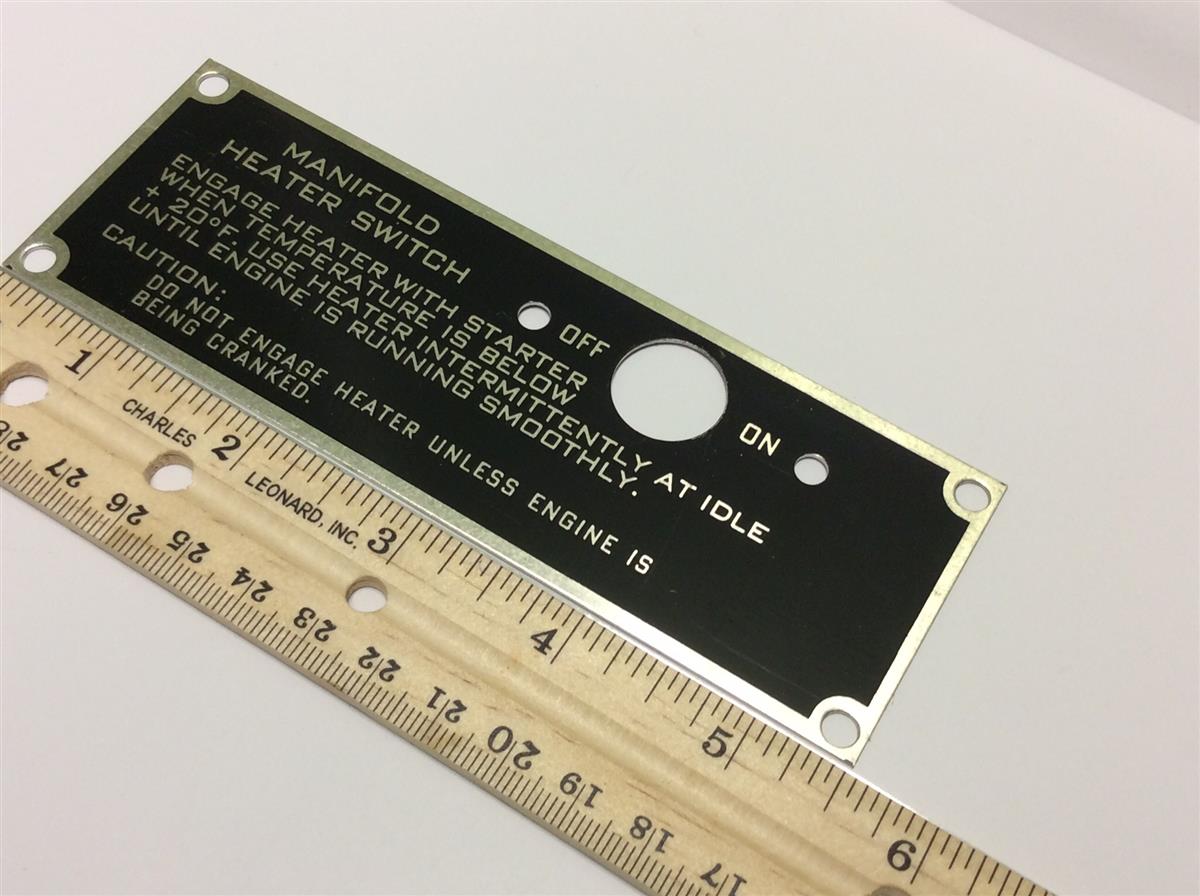 MANIFOLD
HEATER SWITCH
ENGAGE HEATER WITH STARTER
WHEN TEMPERATURE IS BELOW
+ 20°F. USE HEATER INTERMITTENTLY AT IDLE
UNTIL ENGINE IS RUNNING SMOOTHLY.
CAUTION:
DO NOT ENGAGE HEATER UNLESS ENGINE IS
BEING CRANKED.
OFF
ON
1 2 3 4 5 6
CHARLES
LEONARD, INC.
28 27 26 25 24 23 22 21 20 19 18 17